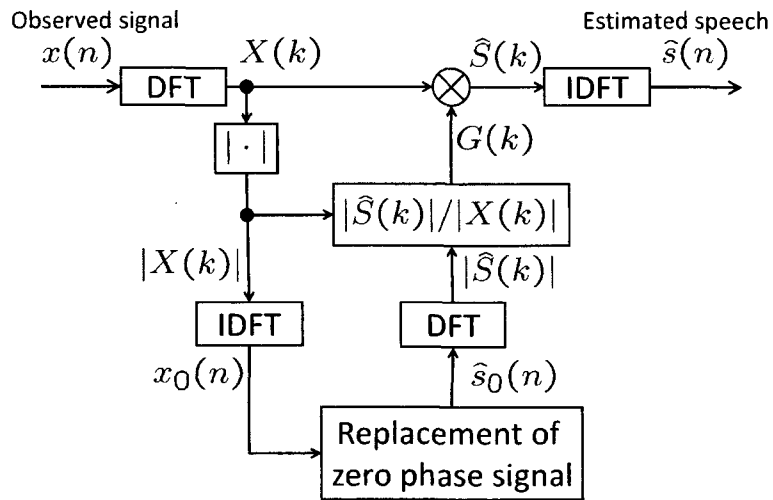 Observed signal
Estimated speech
x(n)
X(k)
Ŝ(k)
ŝ(n)
DFT
IDFT
G(k)
| · |
|Ŝ(k)|/|X(k)|
|X(k)|
|Ŝ(k)|
IDFT
DFT
x₀(n)
ŝ₀(n)
Replacement of
zero phase signal